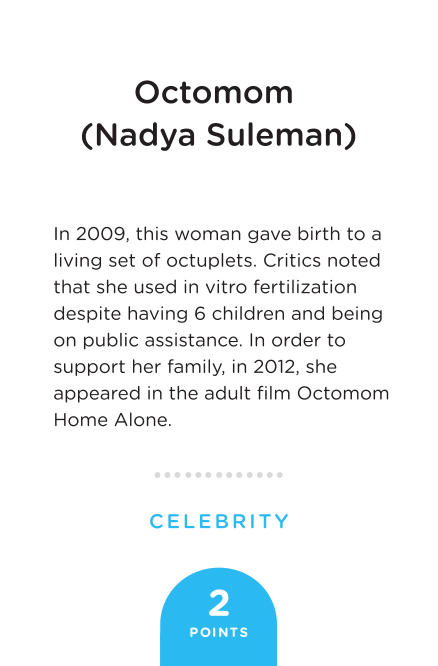 Octomom
(Nadya Suleman)
In 2009, this woman gave birth to a
living set of octuplets. Critics noted
that she used in vitro fertilization
despite having 6 children and being
on public assistance. In order to
support her family, in 2012, she
appeared in the adult film Octomom
Home Alone.
CELEBRITY
2
POINTS